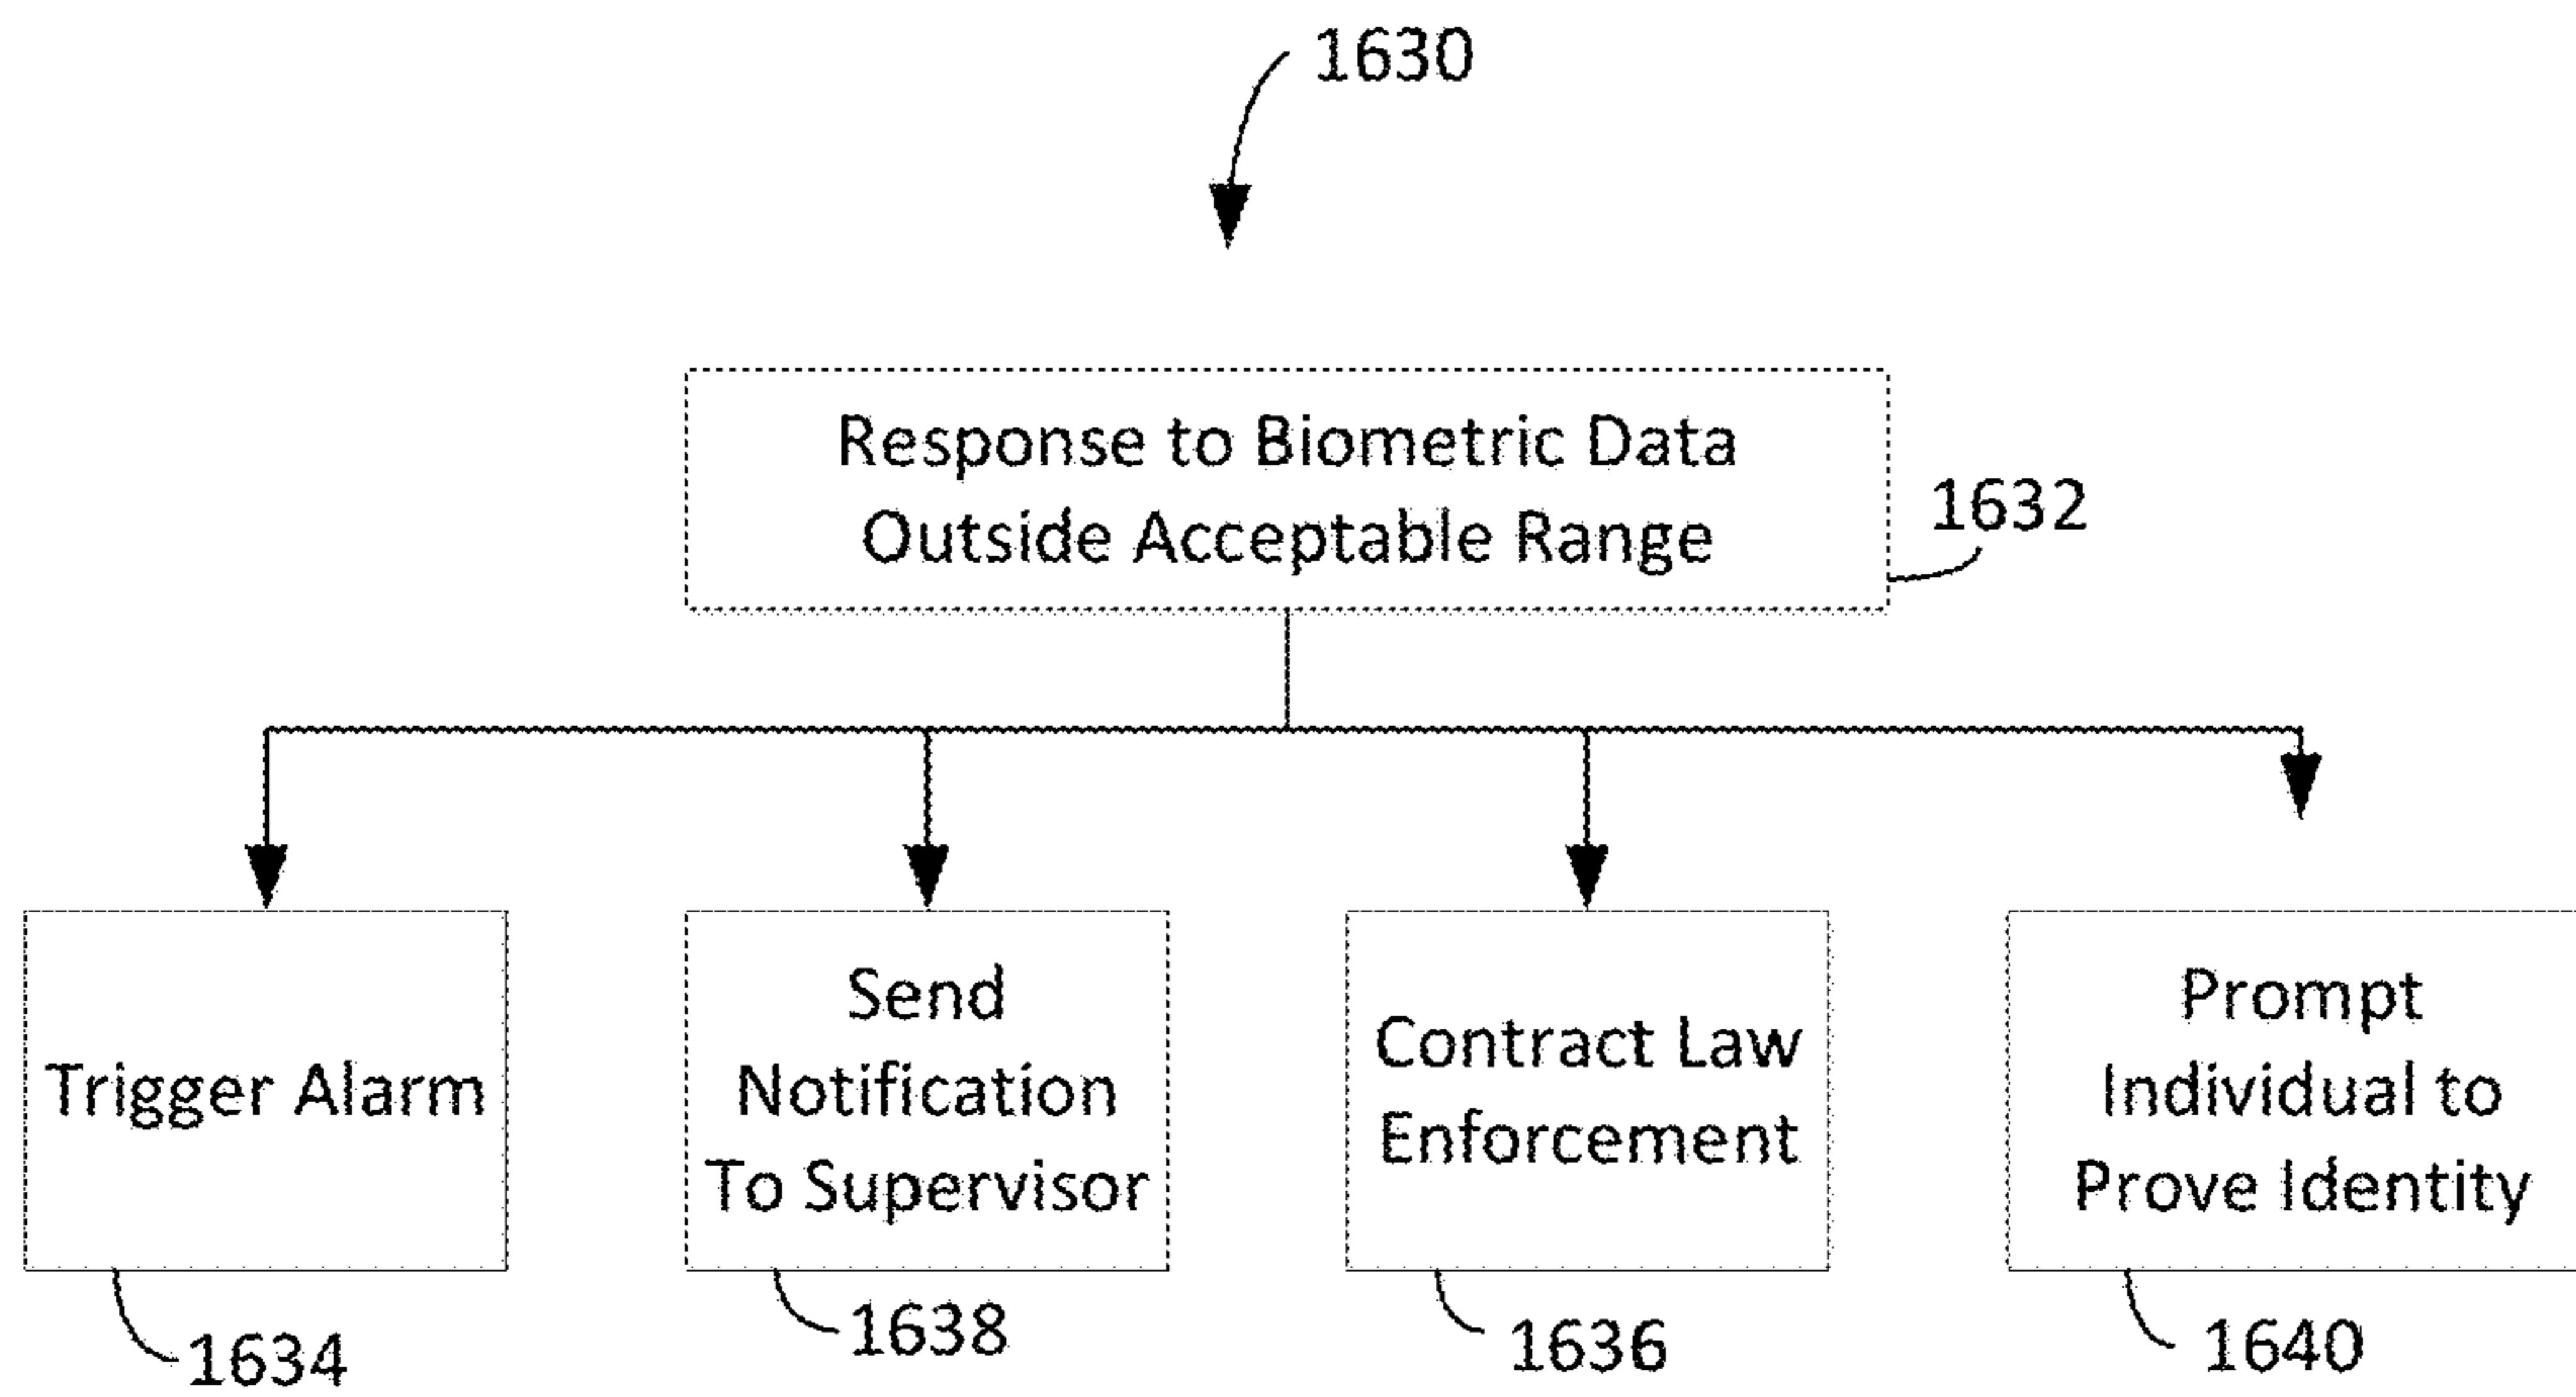 1630
Response to Biometric Data
Outside Acceptable Range
1632
Trigger Alarm
1634
Send
Notification
To Supervisor
1638
Contract Law
Enforcement
1636
Prompt
Individual to
Prove Identity
1640